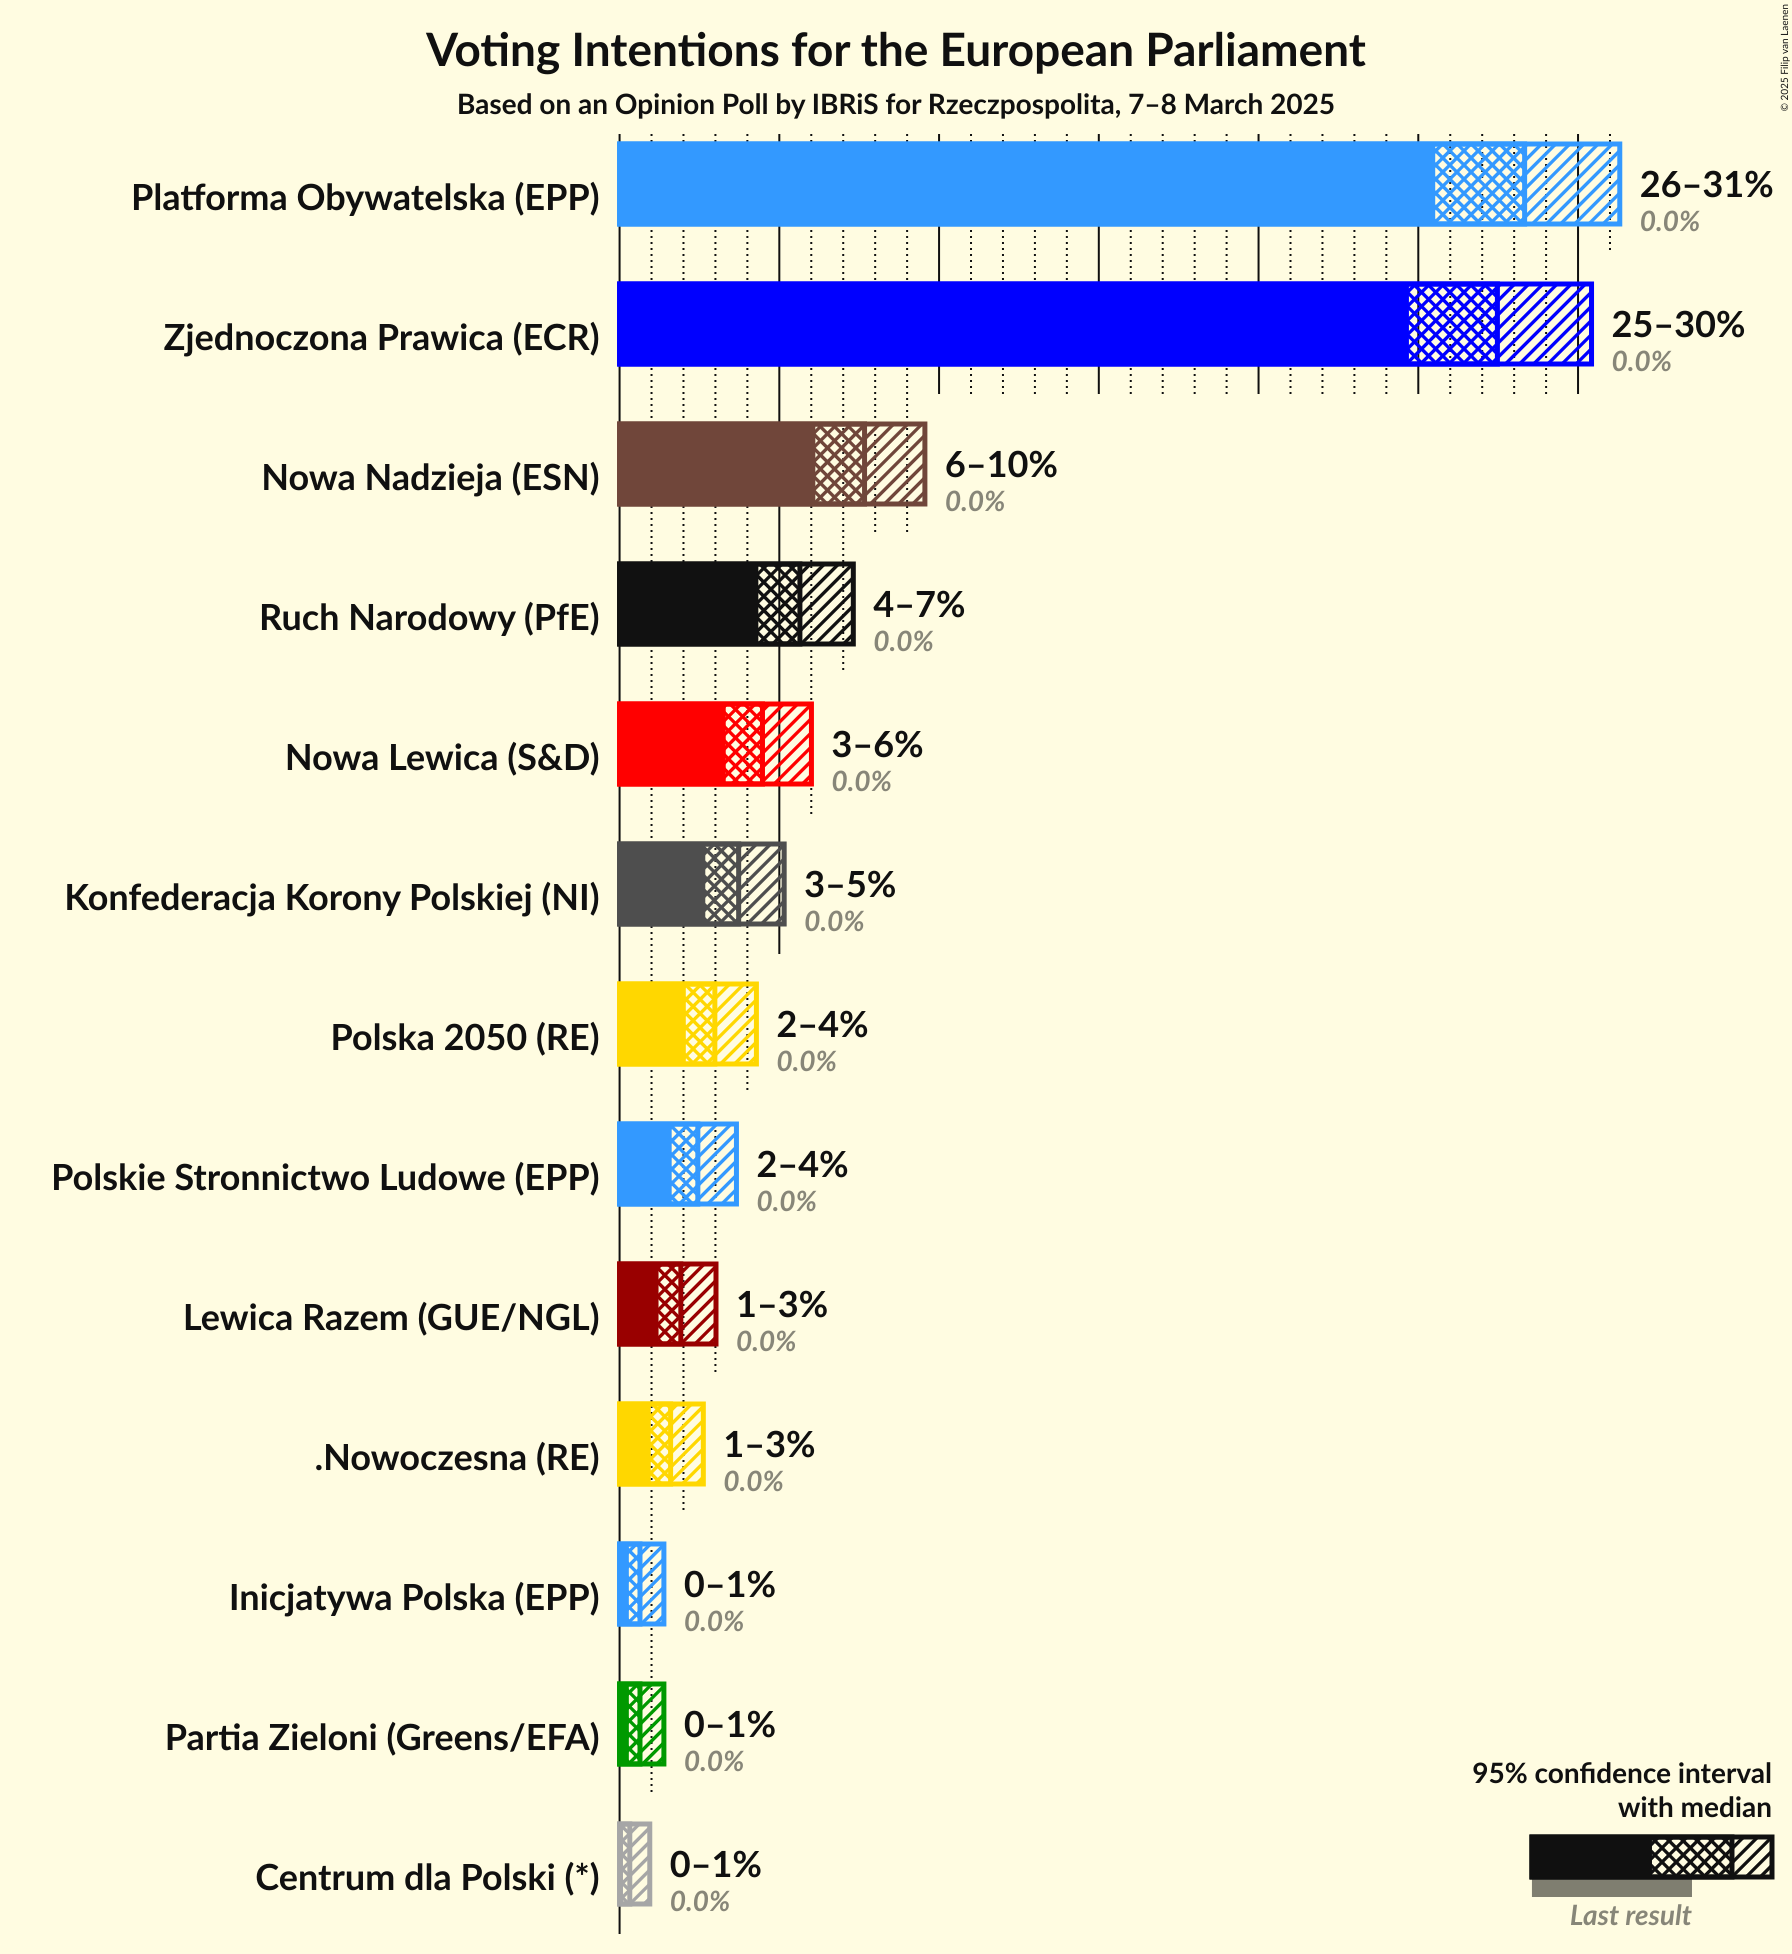 Voting Intentions for the European Parliament
Based on an Opinion Poll by IBRiS for Rzeczpospolita, 7–8 March 2025
© 2025 Filip van Laenen
Platforma Obywatelska (EPP)
26–31%
0.0%
Zjednoczona Prawica (ECR)
25–30%
0.0%
Nowa Nadzieja (ESN)
6–10%
0.0%
Ruch Narodowy (PfE)
4–7%
0.0%
Nowa Lewica (S&D)
3–6%
0.0%
Konfederacja Korony Polskiej (NI)
3–5%
0.0%
Polska 2050 (RE)
2–4%
0.0%
Polskie Stronnictwo Ludowe (EPP)
2–4%
0.0%
Lewica Razem (GUE/NGL)
1–3%
0.0%
.Nowoczesna (RE)
1–3%
0.0%
Inicjatywa Polska (EPP)
0–1%
0.0%
Partia Zieloni (Greens/EFA)
0–1%
0.0%
Centrum dla Polski (*)
0–1%
0.0%
95% confidence interval
with median
Last result